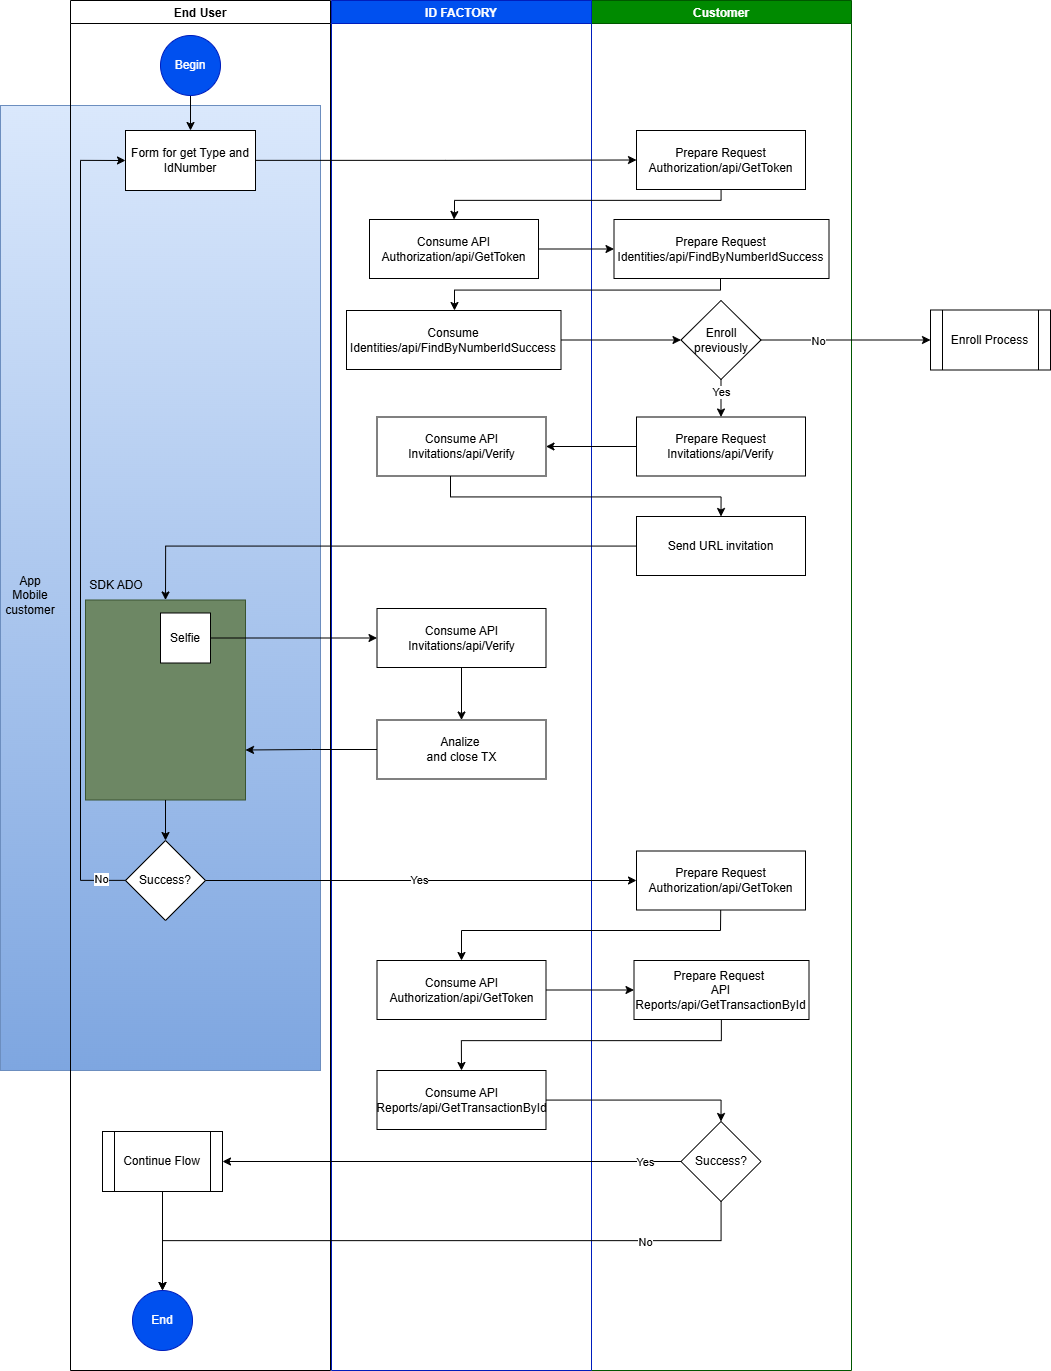 End User
ID FACTORY
Customer
Begin
Form for get Type and
IdNumber
Prepare Request
Authorization/api/GetToken
Consume API
Authorization/api/GetToken
Prepare Request
Identities/api/FindByNumberIdSuccess
Consume
Identities/api/FindByNumberIdSuccess
Enroll
previously
No
Enroll Process
Yes
Consume API
Invitations/api/Verify
Prepare Request
Invitations/api/Verify
Send URL invitation
App
Mobile
customer
SDK ADO
Selfie
Consume API
Invitations/api/Verify
Analize
and close TX
No
Success?
Yes
Prepare Request
Authorization/api/GetToken
Consume API
Authorization/api/GetToken
Prepare Request
API
Reports/api/GetTransactionById
Consume API
Reports/api/GetTransactionById
Continue Flow
Yes
Success?
No
End